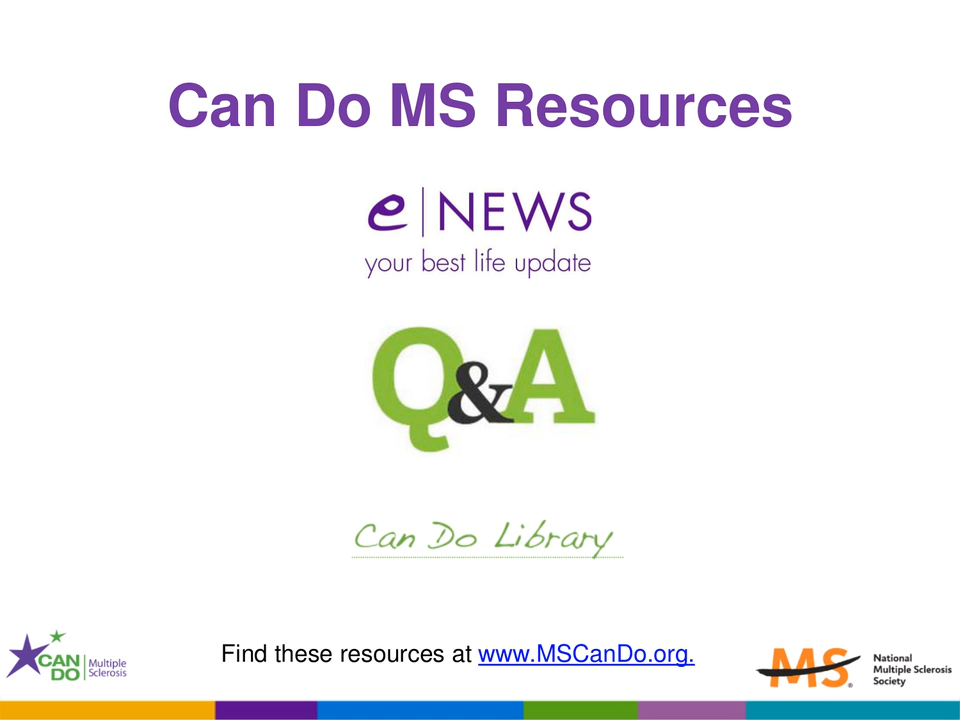 Can Do MS Resources
e|NEWS
your best life update
Q&A
Can Do Library
CAN DO Multiple Sclerosis
Find these resources at www.MSCanDo.org.
MS®
National
Multiple Sclerosis
Society